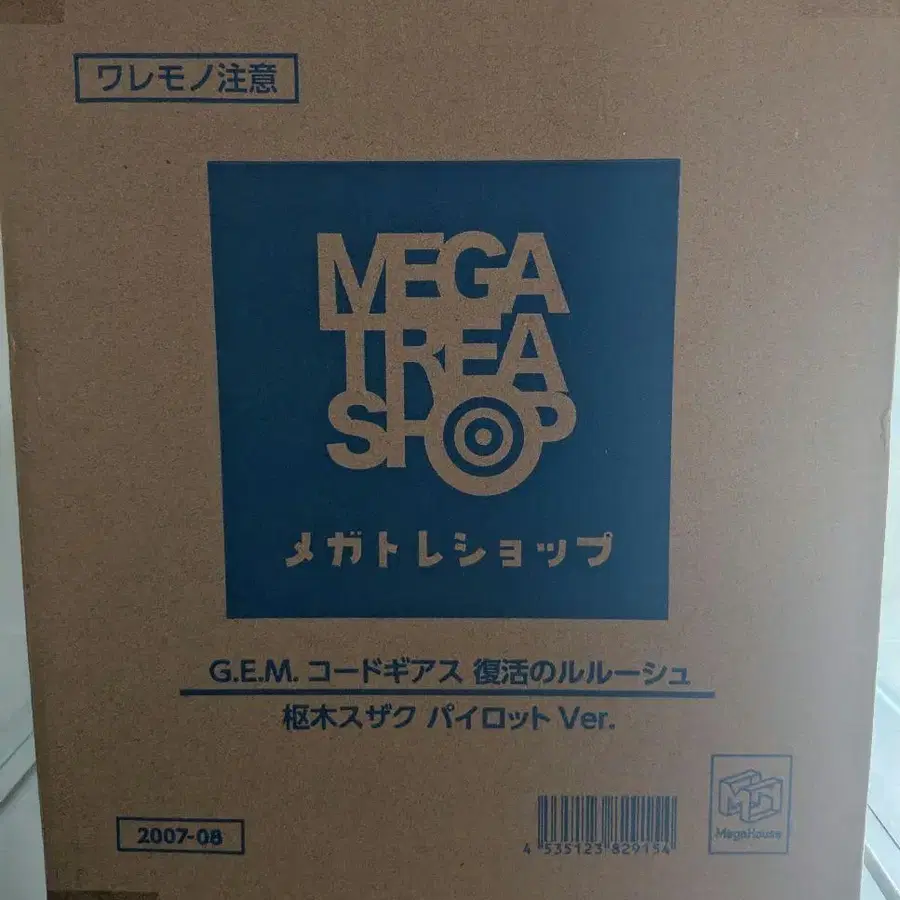 ワレモノ注意
MEGA
TREA
SHOP
メガトレショップ
G.E.M. コードギアス 復活のルルーシュ
枢木スザク パイロット Ver.
2007-08
4 535123 829154
MegaHouse